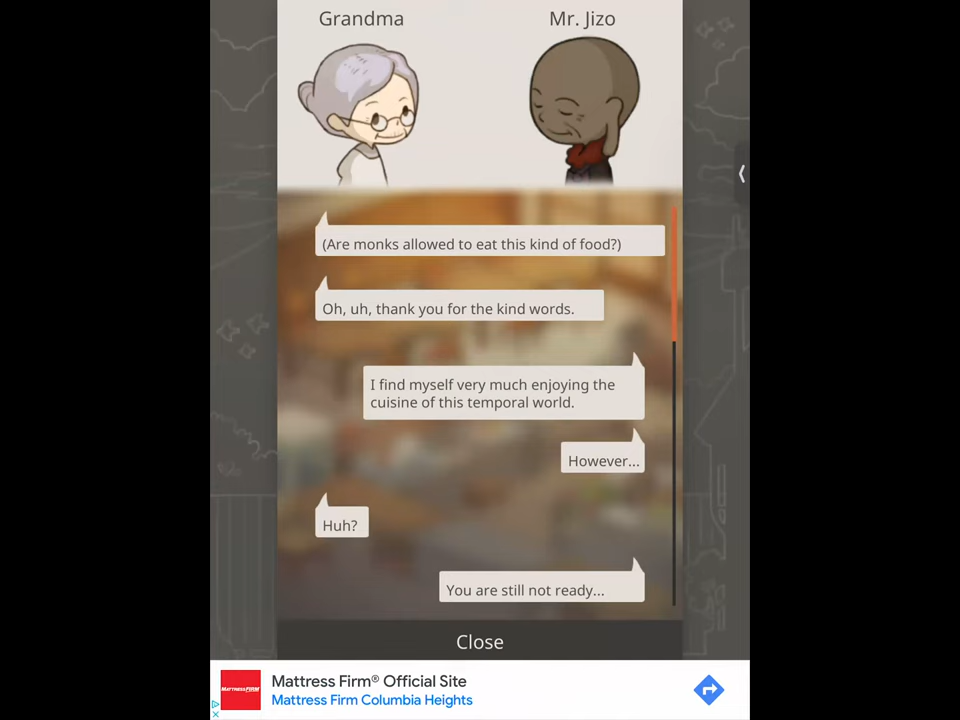 Grandma
Mr. Jizo
(Are monks allowed to eat this kind of food?)
Oh, uh, thank you for the kind words.
I find myself very much enjoying the
cuisine of this temporal world.
However...
Huh?
You are still not ready...
Close
MATTRESS FIRM
Mattress Firm® Official Site
Mattress Firm Columbia Heights